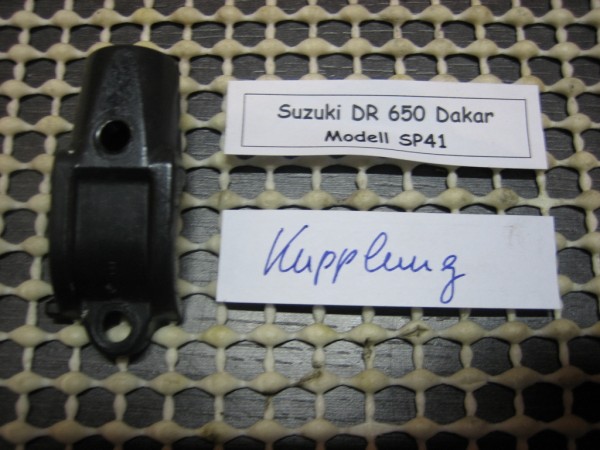 Suzuki DR 650 Dakar
Modell SP41
Kupplung